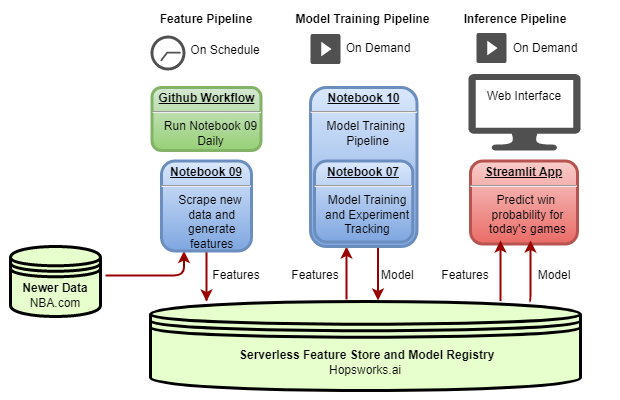 Feature Pipeline
On Schedule
Github Workflow
Run Notebook 09
Daily
Notebook 09
Scrape new
data and
generate
features
Newer Data
NBA.com
Features
Model Training Pipeline
On Demand
Notebook 10
Model Training
Pipeline
Notebook 07
Model Training
and Experiment
Tracking
Features
Model
Inference Pipeline
On Demand
Web Interface
Streamlit App
Predict win
probability for
today's games
Features
Model
Serverless Feature Store and Model Registry
Hopsworks.ai